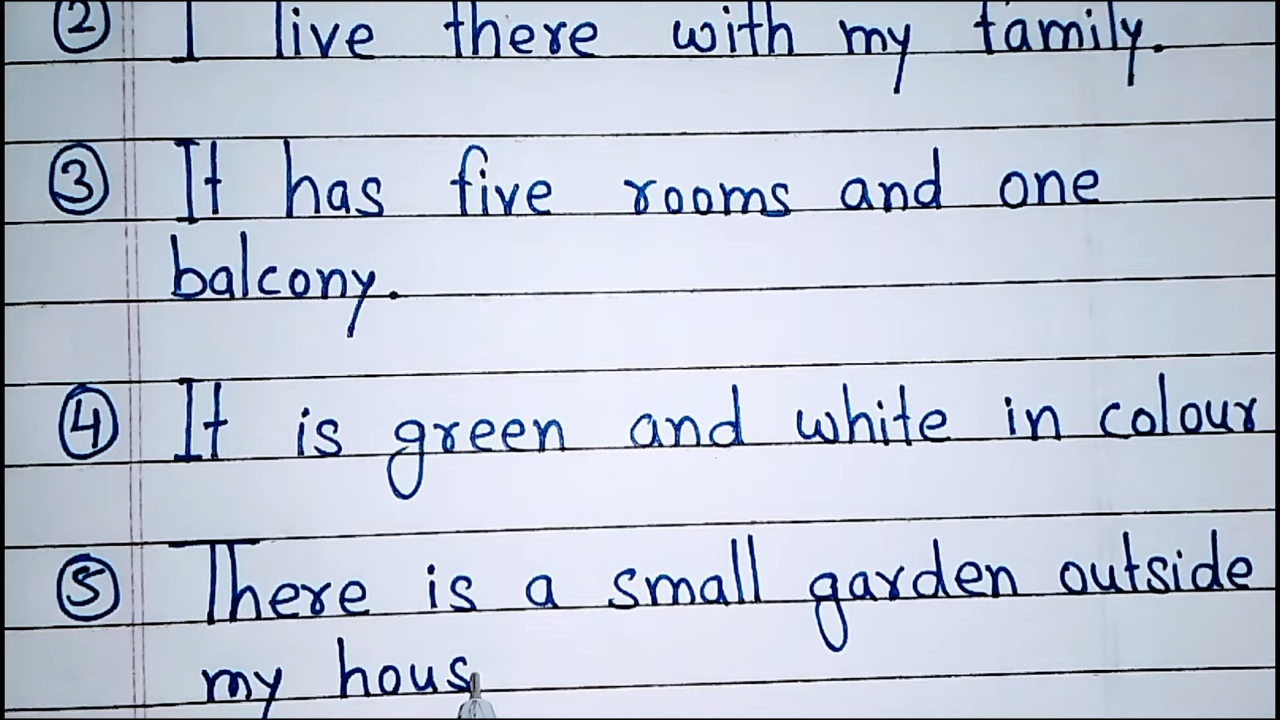 ② I live there with my family.
③ It has five rooms and one
balcony.
④ It is green and white in colour
⑤ There is a small garden outside
my hous